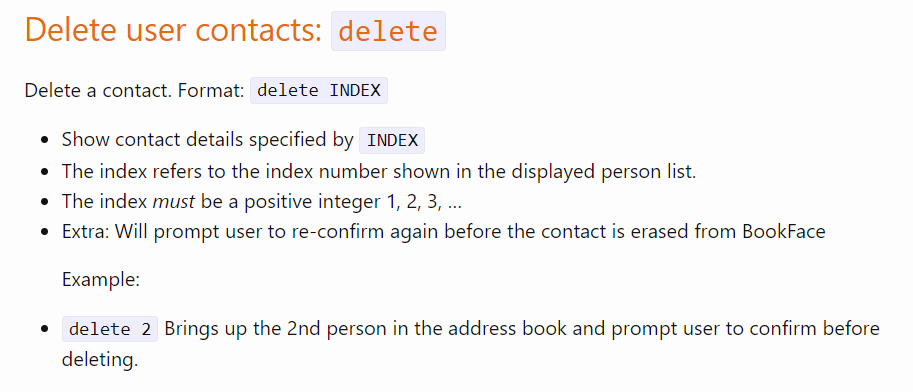 Delete user contacts: delete
Delete a contact. Format: delete INDEX
Show contact details specified by INDEX
The index refers to the index number shown in the displayed person list.
The index must be a positive integer 1, 2, 3, …
Extra: Will prompt user to re-confirm again before the contact is erased from BookFace
Example:
delete 2 Brings up the 2nd person in the address book and prompt user to confirm before
deleting.